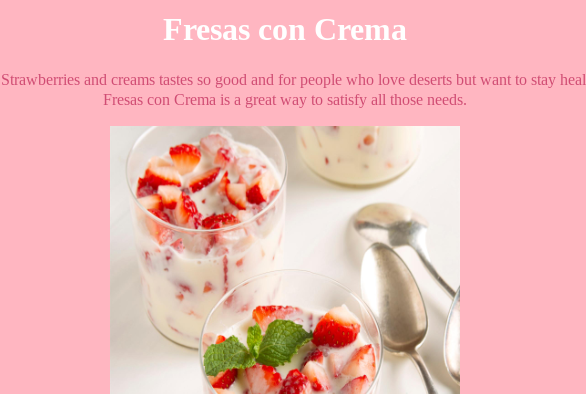 Fresas con Crema
Strawberries and creams tastes so good and for people who love deserts but want to stay heal
Fresas con Crema is a great way to satisfy all those needs.